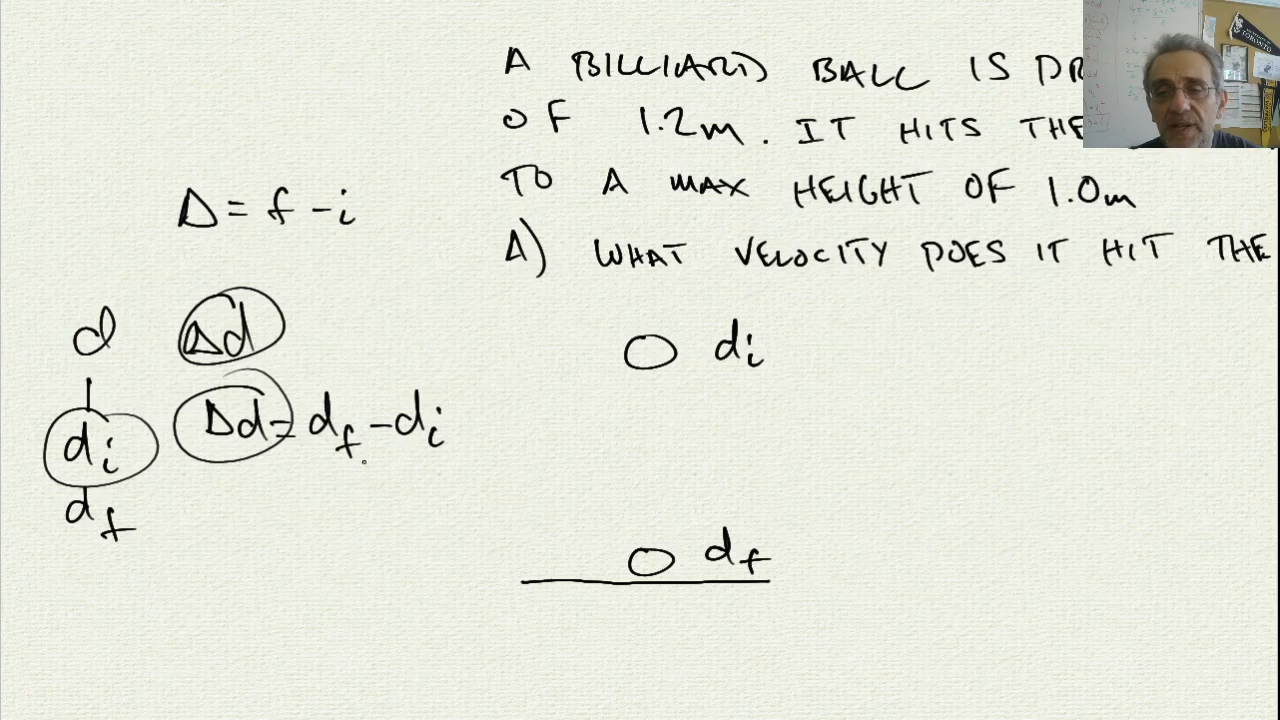 A BILLIARD BALL IS DR
OF 1.2m. IT HITS THE
TO A MAX HEIGHT OF 1.0m
A) WHAT VELOCITY DOES IT HIT THE
Δ = f - i
d Δd
di Δd = df - di
df
di
df
TORONTO